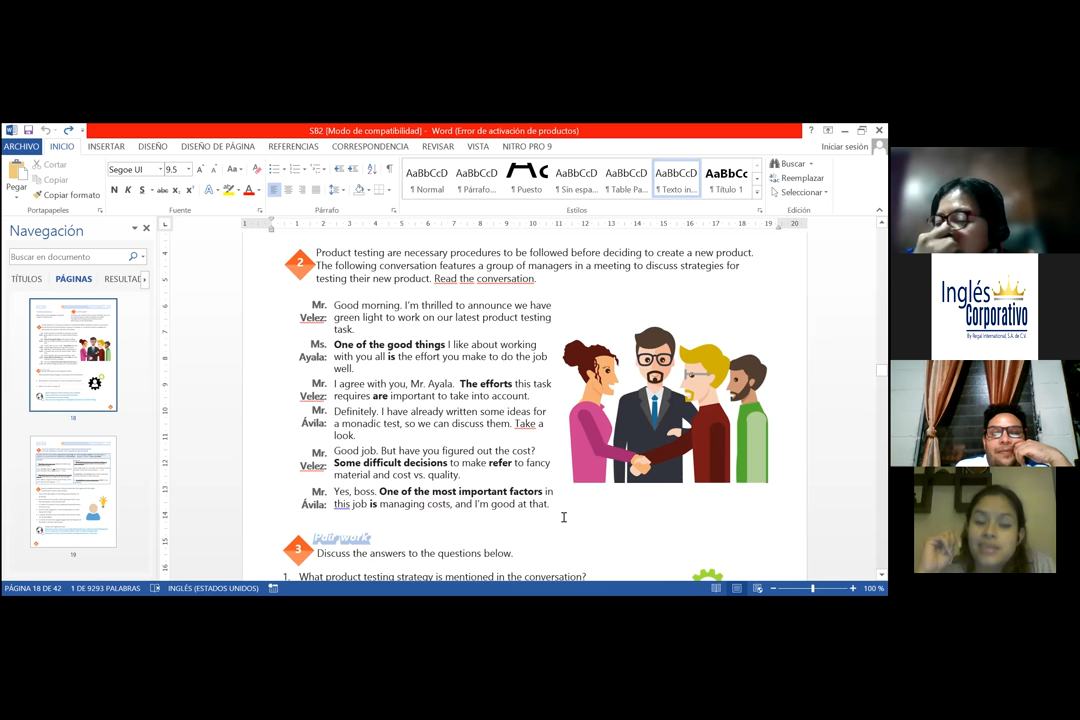 SB2 [Modo de compatibilidad] - Word (Error de activación de productos)
ARCHIVO INICIO INSERTAR DISEÑO DISEÑO DE PÁGINA REFERENCIAS CORRESPONDENCIA REVISAR VISTA NITRO PRO 9 Iniciar sesión
Pegar
Cortar
Copiar
Copiar formato
Portapapeles
Segoe UI 9.5
N K S abc x₂ x²
Fuente
Párrafo
AaBbCcD AaBbCcD AaBbCcD AaBbCcD AaBbCcD AaBbCc
¶ Normal ¶ Párrafo... ¶ Puesto ¶ Sin espa... ¶ Table Pa... ¶ Texto in... ¶ Título 1
Estilos
Buscar
Reemplazar
Seleccionar
Edición
Navegación
Buscar en documento
TÍTULOS PÁGINAS RESULTAD
18
19
2
Product testing are necessary procedures to be followed before deciding to create a new product.
The following conversation features a group of managers in a meeting to discuss strategies for
testing their new product. Read the conversation.
Mr. Velez: Good morning. I'm thrilled to announce we have
green light to work on our latest product testing
task.
Ms. Ayala: One of the good things I like about working
with you all is the effort you make to do the job
well.
Mr. Velez: I agree with you, Mr. Ayala. The efforts this task
requires are important to take into account.
Mr. Ávila: Definitely. I have already written some ideas for
a monadic test, so we can discuss them. Take a
look.
Mr. Velez: Good job. But have you figured out the cost?
Some difficult decisions to make refer to fancy
material and cost vs. quality.
Mr. Ávila: Yes, boss. One of the most important factors in
this job is managing costs, and I'm good at that.
Pair work
3
Discuss the answers to the questions below.
1. What product testing strategy is mentioned in the conversation?
PÁGINA 18 DE 42 1 DE 9293 PALABRAS INGLÉS (ESTADOS UNIDOS) 100 %
Inglés
Corporativo
By Regal International, S.A. de C.V.